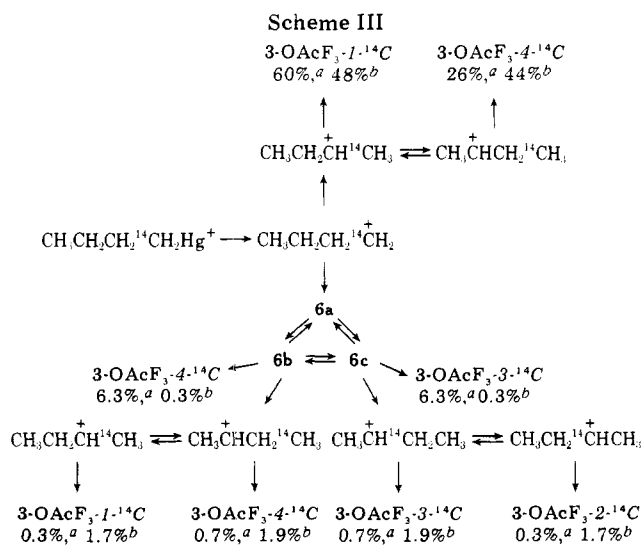 Scheme III
3-OAcF₃-1-¹⁴C 3-OAcF₃-4-¹⁴C
60%,ᵃ 48%ᵇ 26%,ᵃ 44%ᵇ
CH₃CH₂C⁺H¹⁴CH₃ ⇌ CH₃C⁺HCH₂¹⁴CH₃
CH₃CH₂CH₂¹⁴CH₂Hg⁺ → CH₃CH₂CH₂¹⁴C⁺H₂
6a
6b ⇌ 6c
3-OAcF₃-4-¹⁴C 3-OAcF₃-3-¹⁴C
6.3%,ᵃ 0.3%ᵇ 6.3%,ᵃ 0.3%ᵇ
CH₃CH₂C⁺H¹⁴CH₃ ⇌ CH₃C⁺HCH₂¹⁴CH₃ CH₃C⁺H¹⁴CH₂CH₃ ⇌ CH₃CH₂¹⁴C⁺HCH₃
3-OAcF₃-1-¹⁴C 3-OAcF₃-4-¹⁴C 3-OAcF₃-3-¹⁴C 3-OAcF₃-2-¹⁴C
0.3%,ᵃ 1.7%ᵇ 0.7%,ᵃ 1.9%ᵇ 0.7%,ᵃ 1.9%ᵇ 0.3%,ᵃ 1.7%ᵇ